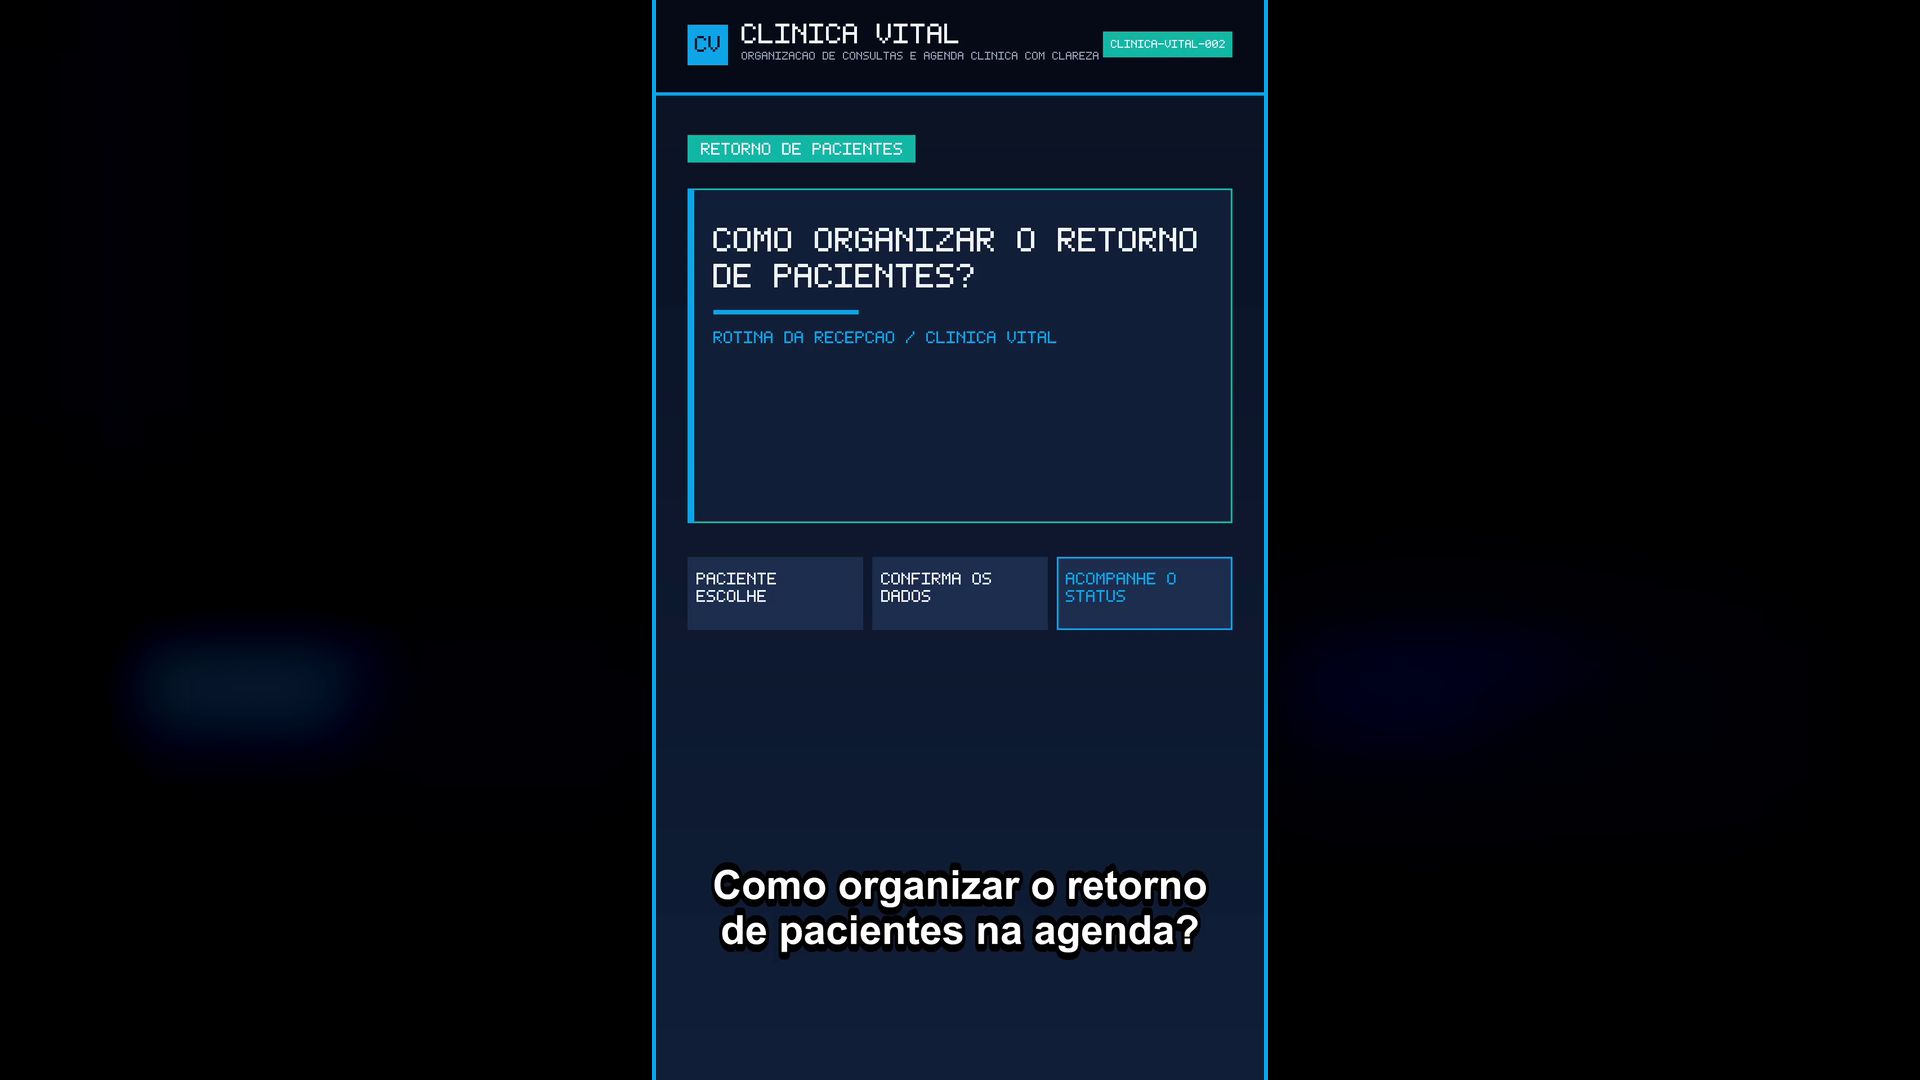 CV
CLINICA VITAL
ORGANIZACAO DE CONSULTAS E AGENDA CLINICA COM CLAREZA
CLINICA-VITAL-002
RETORNO DE PACIENTES
COMO ORGANIZAR O RETORNO
DE PACIENTES?
ROTINA DA RECEPCAO / CLINICA VITAL
PACIENTE
ESCOLHE
CONFIRMA OS
DADOS
ACOMPANHE O
STATUS
Como organizar o retorno
de pacientes na agenda?